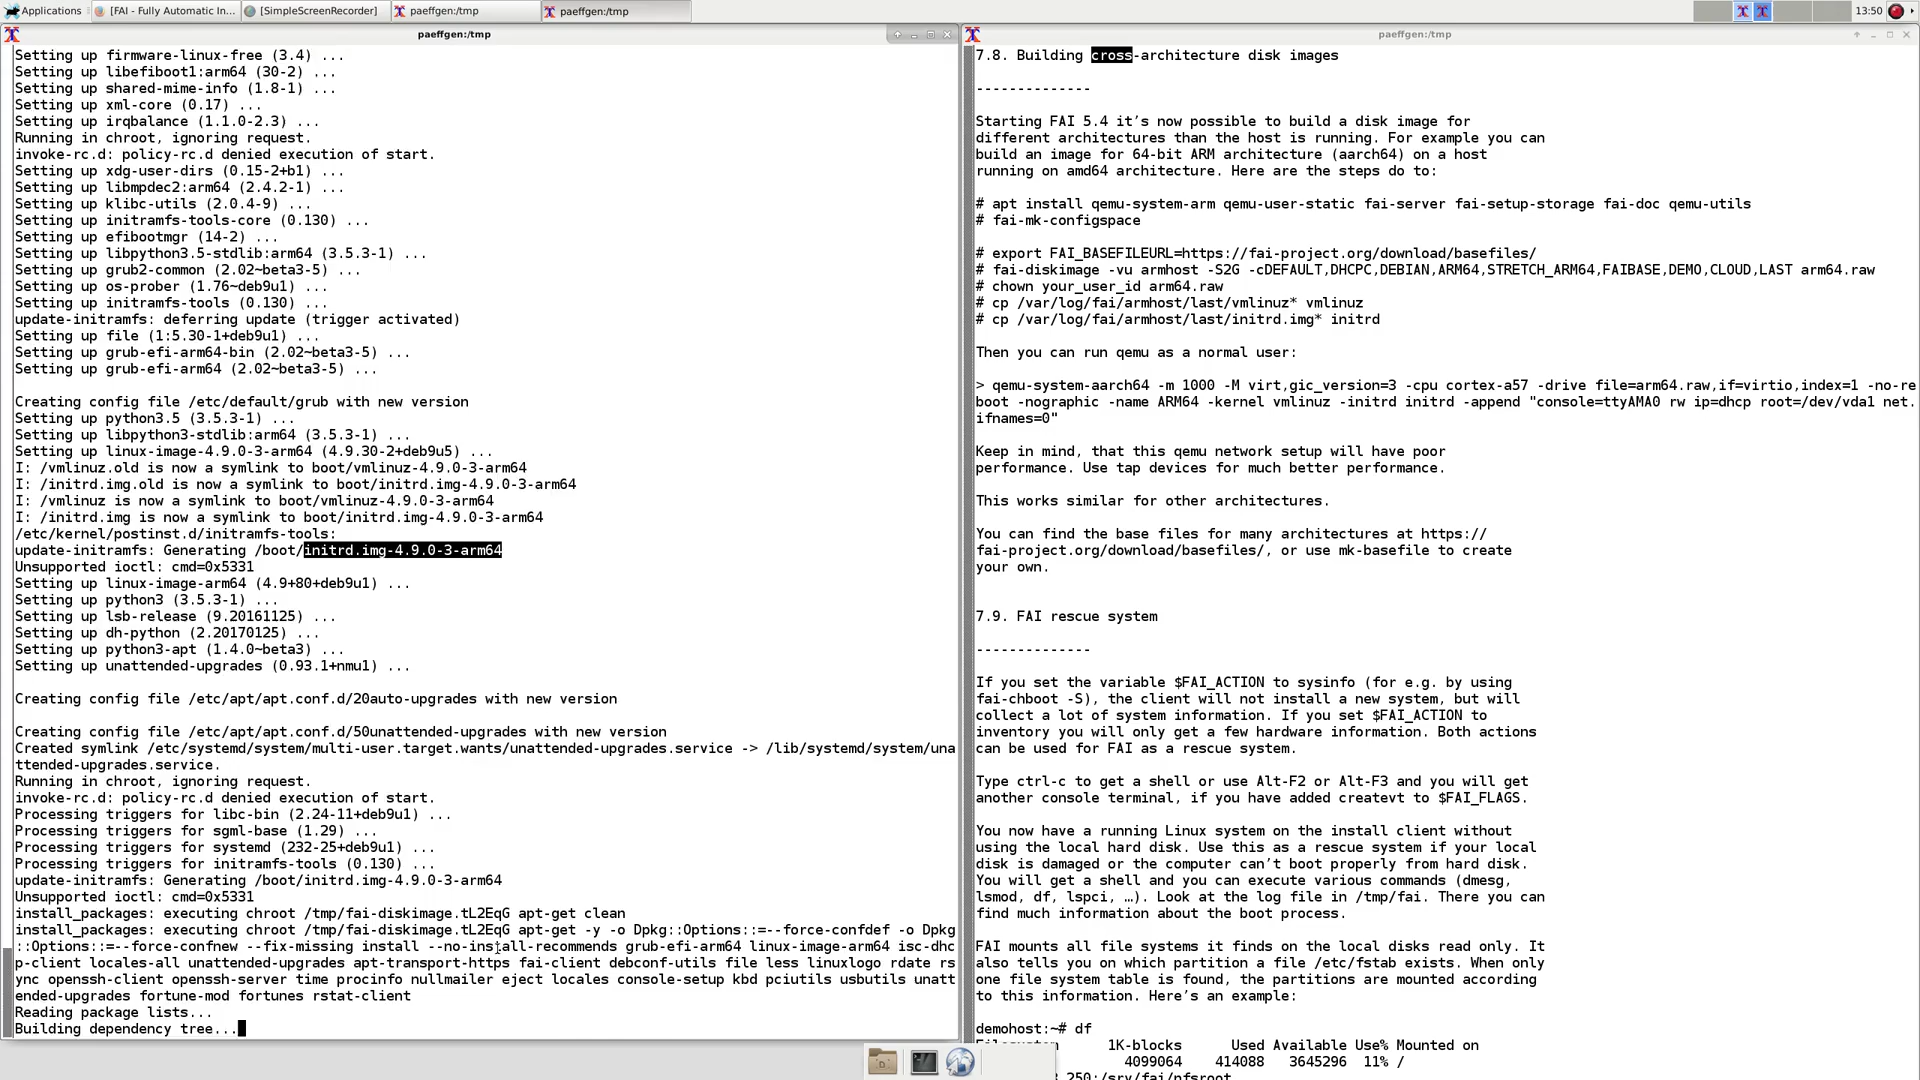 Applications
[FAI - Fully Automatic In...
[SimpleScreenRecorder]
paeffgen:/tmp
paeffgen:/tmp
13:50
paeffgen:/tmp
Setting up firmware-linux-free (3.4) ...
Setting up libefiboot1:arm64 (30-2) ...
Setting up shared-mime-info (1.8-1) ...
Setting up xml-core (0.17) ...
Setting up irqbalance (1.1.0-2.3) ...
Running in chroot, ignoring request.
invoke-rc.d: policy-rc.d denied execution of start.
Setting up xdg-user-dirs (0.15-2+b1) ...
Setting up libmpdec2:arm64 (2.4.2-1) ...
Setting up klibc-utils (2.0.4-9) ...
Setting up initramfs-tools-core (0.130) ...
Setting up efibootmgr (14-2) ...
Setting up libpython3.5-stdlib:arm64 (3.5.3-1) ...
Setting up grub2-common (2.02~beta3-5) ...
Setting up os-prober (1.76~deb9u1) ...
Setting up initramfs-tools (0.130) ...
update-initramfs: deferring update (trigger activated)
Setting up file (1:5.30-1+deb9u1) ...
Setting up grub-efi-arm64-bin (2.02~beta3-5) ...
Setting up grub-efi-arm64 (2.02~beta3-5) ...
Creating config file /etc/default/grub with new version
Setting up python3.5 (3.5.3-1) ...
Setting up libpython3-stdlib:arm64 (3.5.3-1) ...
Setting up linux-image-4.9.0-3-arm64 (4.9.30-2+deb9u5) ...
I: /vmlinuz.old is now a symlink to boot/vmlinuz-4.9.0-3-arm64
I: /initrd.img.old is now a symlink to boot/initrd.img-4.9.0-3-arm64
I: /vmlinuz is now a symlink to boot/vmlinuz-4.9.0-3-arm64
I: /initrd.img is now a symlink to boot/initrd.img-4.9.0-3-arm64
/etc/kernel/postinst.d/initramfs-tools:
update-initramfs: Generating /boot/initrd.img-4.9.0-3-arm64
Unsupported ioctl: cmd=0x5331
Setting up linux-image-arm64 (4.9+80+deb9u1) ...
Setting up python3 (3.5.3-1) ...
Setting up lsb-release (9.20161125) ...
Setting up dh-python (2.20170125) ...
Setting up python3-apt (1.4.0~beta3) ...
Setting up unattended-upgrades (0.93.1+nmu1) ...
Creating config file /etc/apt/apt.conf.d/20auto-upgrades with new version
Creating config file /etc/apt/apt.conf.d/50unattended-upgrades with new version
Created symlink /etc/systemd/system/multi-user.target.wants/unattended-upgrades.service -> /lib/systemd/system/una
ttended-upgrades.service.
Running in chroot, ignoring request.
invoke-rc.d: policy-rc.d denied execution of start.
Processing triggers for libc-bin (2.24-11+deb9u1) ...
Processing triggers for sgml-base (1.29) ...
Processing triggers for systemd (232-25+deb9u1) ...
Processing triggers for initramfs-tools (0.130) ...
update-initramfs: Generating /boot/initrd.img-4.9.0-3-arm64
Unsupported ioctl: cmd=0x5331
install_packages: executing chroot /tmp/fai-diskimage.tL2EqG apt-get clean
install_packages: executing chroot /tmp/fai-diskimage.tL2EqG apt-get -y -o Dpkg::Options::=--force-confdef -o Dpkg
::Options::=--force-confnew --fix-missing install --no-install-recommends grub-efi-arm64 linux-image-arm64 isc-dhc
p-client locales-all unattended-upgrades apt-transport-https fai-client debconf-utils file less linuxlogo rdate rs
ync openssh-client openssh-server time procinfo nullmailer eject locales console-setup kbd pciutils usbutils unatt
ended-upgrades fortune-mod fortunes rstat-client
Reading package lists...
Building dependency tree...
paeffgen:/tmp
7.8. Building cross-architecture disk images
--------------
Starting FAI 5.4 it’s now possible to build a disk image for
different architectures than the host is running. For example you can
build an image for 64-bit ARM architecture (aarch64) on a host
running on amd64 architecture. Here are the steps do to:
# apt install qemu-system-arm qemu-user-static fai-server fai-setup-storage fai-doc qemu-utils
# fai-mk-configspace
# export FAI_BASEFILEURL=https://fai-project.org/download/basefiles/
# fai-diskimage -vu armhost -S2G -cDEFAULT,DHCPC,DEBIAN,ARM64,STRETCH_ARM64,FAIBASE,DEMO,CLOUD,LAST arm64.raw
# chown your_user_id arm64.raw
# cp /var/log/fai/armhost/last/vmlinuz* vmlinuz
# cp /var/log/fai/armhost/last/initrd.img* initrd
Then you can run qemu as a normal user:
> qemu-system-aarch64 -m 1000 -M virt,gic_version=3 -cpu cortex-a57 -drive file=arm64.raw,if=virtio,index=1 -no-re
boot -nographic -name ARM64 -kernel vmlinuz -initrd initrd -append "console=ttyAMA0 rw ip=dhcp root=/dev/vda1 net.
ifnames=0"
Keep in mind, that this qemu network setup will have poor
performance. Use tap devices for much better performance.
This works similar for other architectures.
You can find the base files for many architectures at https://
fai-project.org/download/basefiles/, or use mk-basefile to create
your own.
7.9. FAI rescue system
--------------
If you set the variable $FAI_ACTION to sysinfo (for e.g. by using
fai-chboot -S), the client will not install a new system, but will
collect a lot of system information. If you set $FAI_ACTION to
inventory you will only get a few hardware information. Both actions
can be used for FAI as a rescue system.
Type ctrl-c to get a shell or use Alt-F2 or Alt-F3 and you will get
another console terminal, if you have added createvt to $FAI_FLAGS.
You now have a running Linux system on the install client without
using the local hard disk. Use this as a rescue system if your local
disk is damaged or the computer can’t boot properly from hard disk.
You will get a shell and you can execute various commands (dmesg,
lsmod, df, lspci, …). Look at the log file in /tmp/fai. There you can
find much information about the boot process.
FAI mounts all file systems it finds on the local disks read only. It
also tells you on which partition a file /etc/fstab exists. When only
one file system table is found, the partitions are mounted according
to this information. Here’s an example:
demohost:~# df
1K-blocks Used Available Use% Mounted on
4099064 414088 3645296 11% /
250:/srv/fai/nfsroot